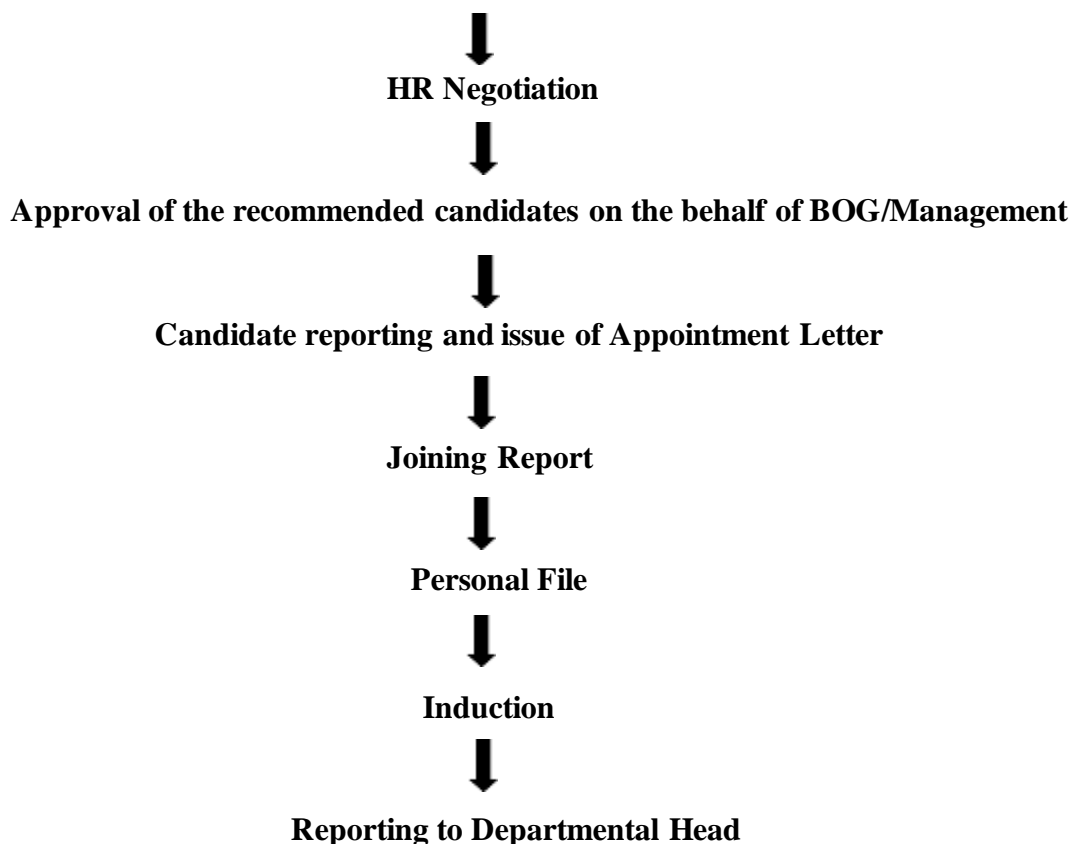 HR Negotiation
Approval of the recommended candidates on the behalf of BOG/Management
Candidate reporting and issue of Appointment Letter
Joining Report
Personal File
Induction
Reporting to Departmental Head